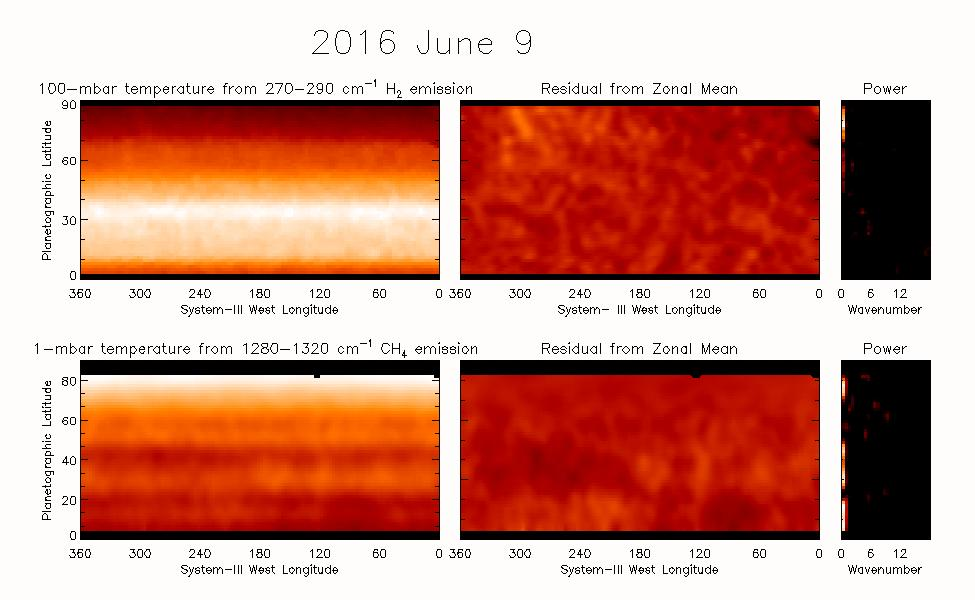 2016 June 9
100-mbar temperature from 270-290 cm⁻¹ H₂ emission Residual from Zonal Mean Power
90
60
30
0
Planetographic Latitude
360 300 240 180 120 60 0 360 300 240 180 120 60 0 0 6 12
System-III West Longitude System- III West Longitude Wavenumber
1-mbar temperature from 1280-1320 cm⁻¹ CH₄ emission Residual from Zonal Mean Power
80
60
40
20
0
Planetographic Latitude
360 300 240 180 120 60 0 360 300 240 180 120 60 0 0 6 12
System-III West Longitude System-III West Longitude Wavenumber